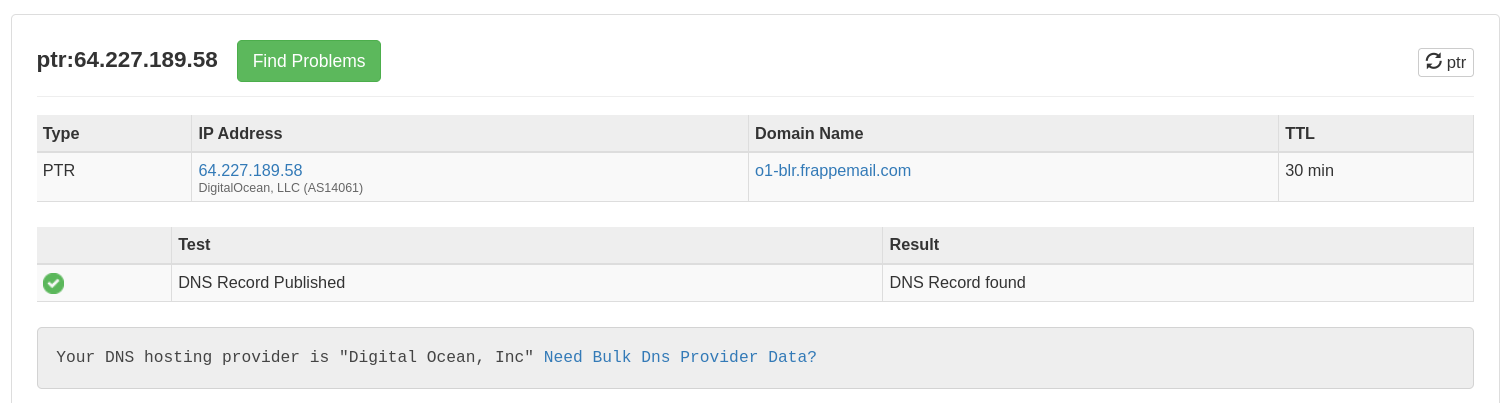 ptr:64.227.189.58 Find Problems ptr
Type IP Address Domain Name TTL
PTR 64.227.189.58 o1-blr.frappemail.com 30 min
DigitalOcean, LLC (AS14061)
Test Result
DNS Record Published DNS Record found
Your DNS hosting provider is "Digital Ocean, Inc" Need Bulk Dns Provider Data?